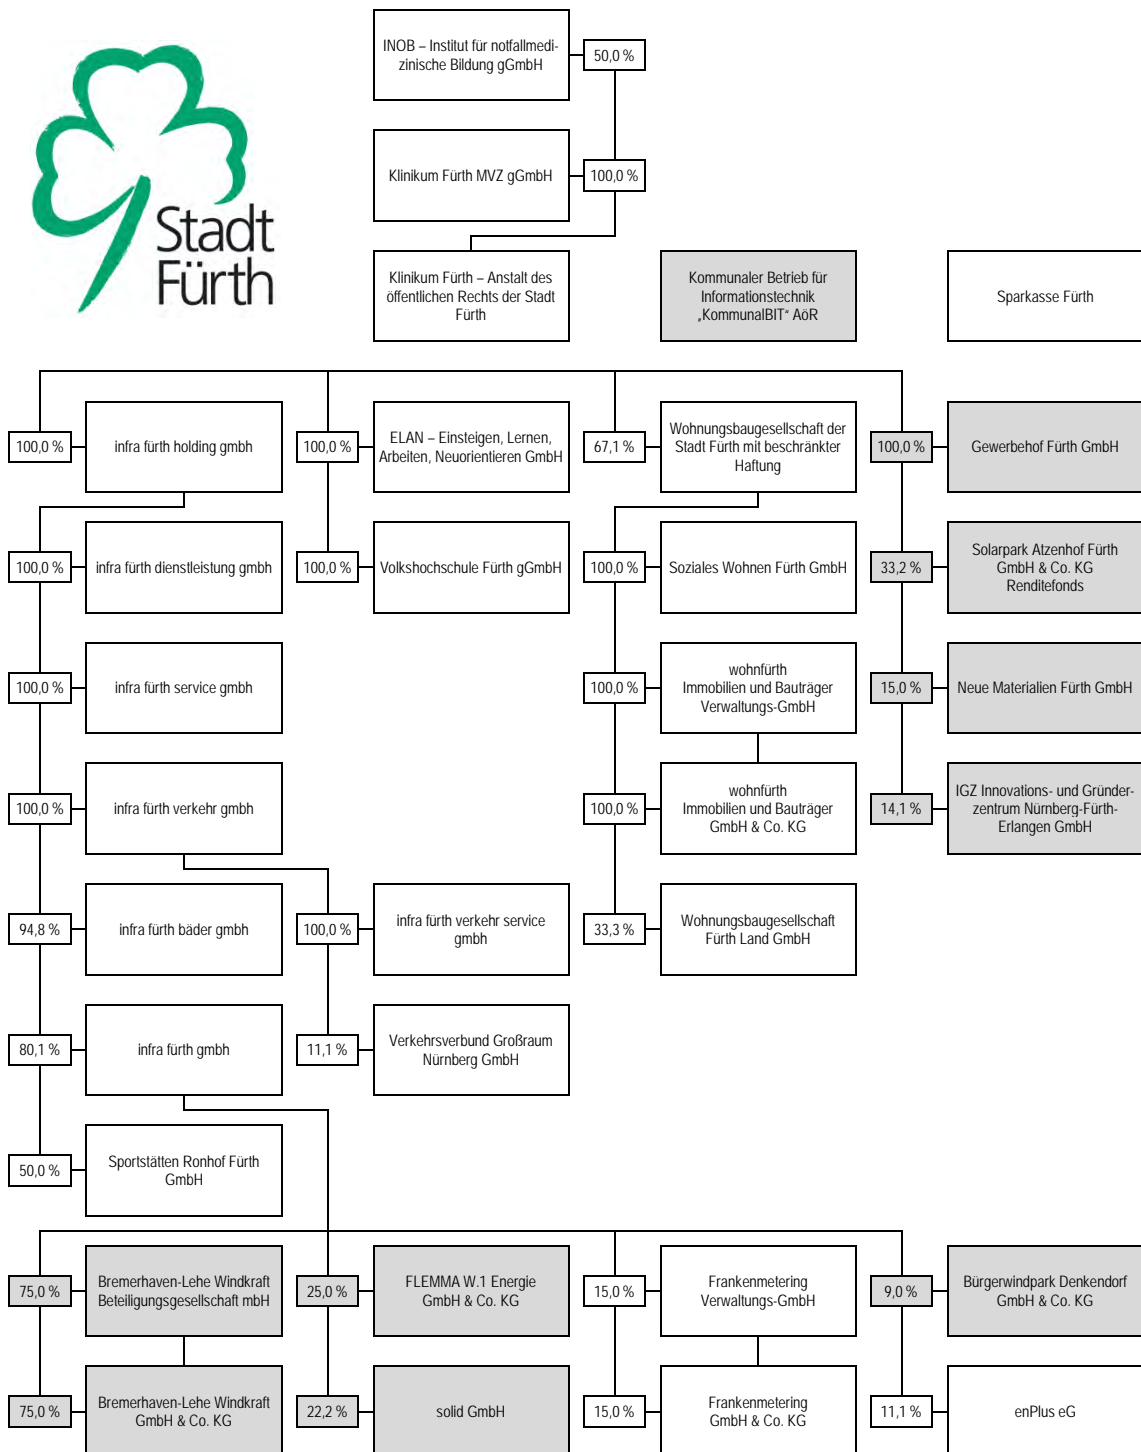 INOB – Institut für notfallmedi-
zinische Bildung gGmbH
50,0 %
Klinikum Fürth MVZ gGmbH
100,0 %
Stadt
Fürth
Klinikum Fürth – Anstalt des
öffentlichen Rechts der Stadt
Fürth
Kommunaler Betrieb für
Informationstechnik
„KommunalBIT“ AöR
Sparkasse Fürth
100,0 %
infra fürth holding gmbh
100,0 %
ELAN – Einsteigen, Lernen,
Arbeiten, Neuorientieren GmbH
67,1 %
Wohnungsbaugesellschaft der
Stadt Fürth mit beschränkter
Haftung
100,0 %
Gewerbehof Fürth GmbH
100,0 %
infra fürth dienstleistung gmbh
100,0 %
Volkshochschule Fürth gGmbH
100,0 %
Soziales Wohnen Fürth GmbH
33,2 %
Solarpark Atzenhof Fürth
GmbH & Co. KG
Renditefonds
100,0 %
infra fürth service gmbh
100,0 %
wohnfürth
Immobilien und Bauträger
Verwaltungs-GmbH
15,0 %
Neue Materialien Fürth GmbH
100,0 %
infra fürth verkehr gmbh
100,0 %
wohnfürth
Immobilien und Bauträger
GmbH & Co. KG
14,1 %
IGZ Innovations- und Gründer-
zentrum Nürnberg-Fürth-
Erlangen GmbH
94,8 %
infra fürth bäder gmbh
100,0 %
infra fürth verkehr service
gmbh
33,3 %
Wohnungsbaugesellschaft
Fürth Land GmbH
80,1 %
infra fürth gmbh
11,1 %
Verkehrsverbund Großraum
Nürnberg GmbH
50,0 %
Sportstätten Ronhof Fürth
GmbH
75,0 %
Bremerhaven-Lehe Windkraft
Beteiligungsgesellschaft mbH
25,0 %
FLEMMA W.1 Energie
GmbH & Co. KG
15,0 %
Frankenmetering
Verwaltungs-GmbH
9,0 %
Bürgerwindpark Denkendorf
GmbH & Co. KG
75,0 %
Bremerhaven-Lehe Windkraft
GmbH & Co. KG
22,2 %
solid GmbH
15,0 %
Frankenmetering
GmbH & Co. KG
11,1 %
enPlus eG